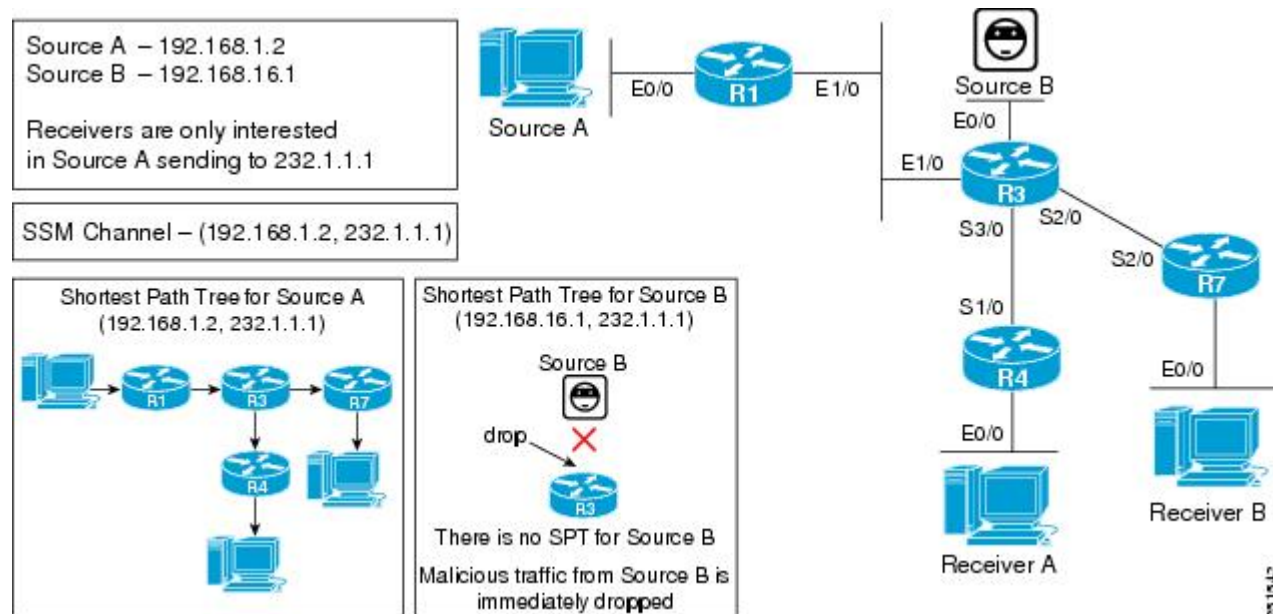 Source A – 192.168.1.2
Source B – 192.168.16.1
Receivers are only interested
in Source A sending to 232.1.1.1
SSM Channel – (192.168.1.2, 232.1.1.1)
Shortest Path Tree for Source A
(192.168.1.2, 232.1.1.1)
R1
R3
R7
R4
Shortest Path Tree for Source B
(192.168.16.1, 232.1.1.1)
Source B
drop
R3
There is no SPT for Source B
Malicious traffic from Source B is
immediately dropped
Source A
E0/0
R1
E1/0
Source B
E0/0
E1/0
R3
S3/0
S2/0
S2/0
R7
S1/0
R4
E0/0
E0/0
Receiver A
Receiver B